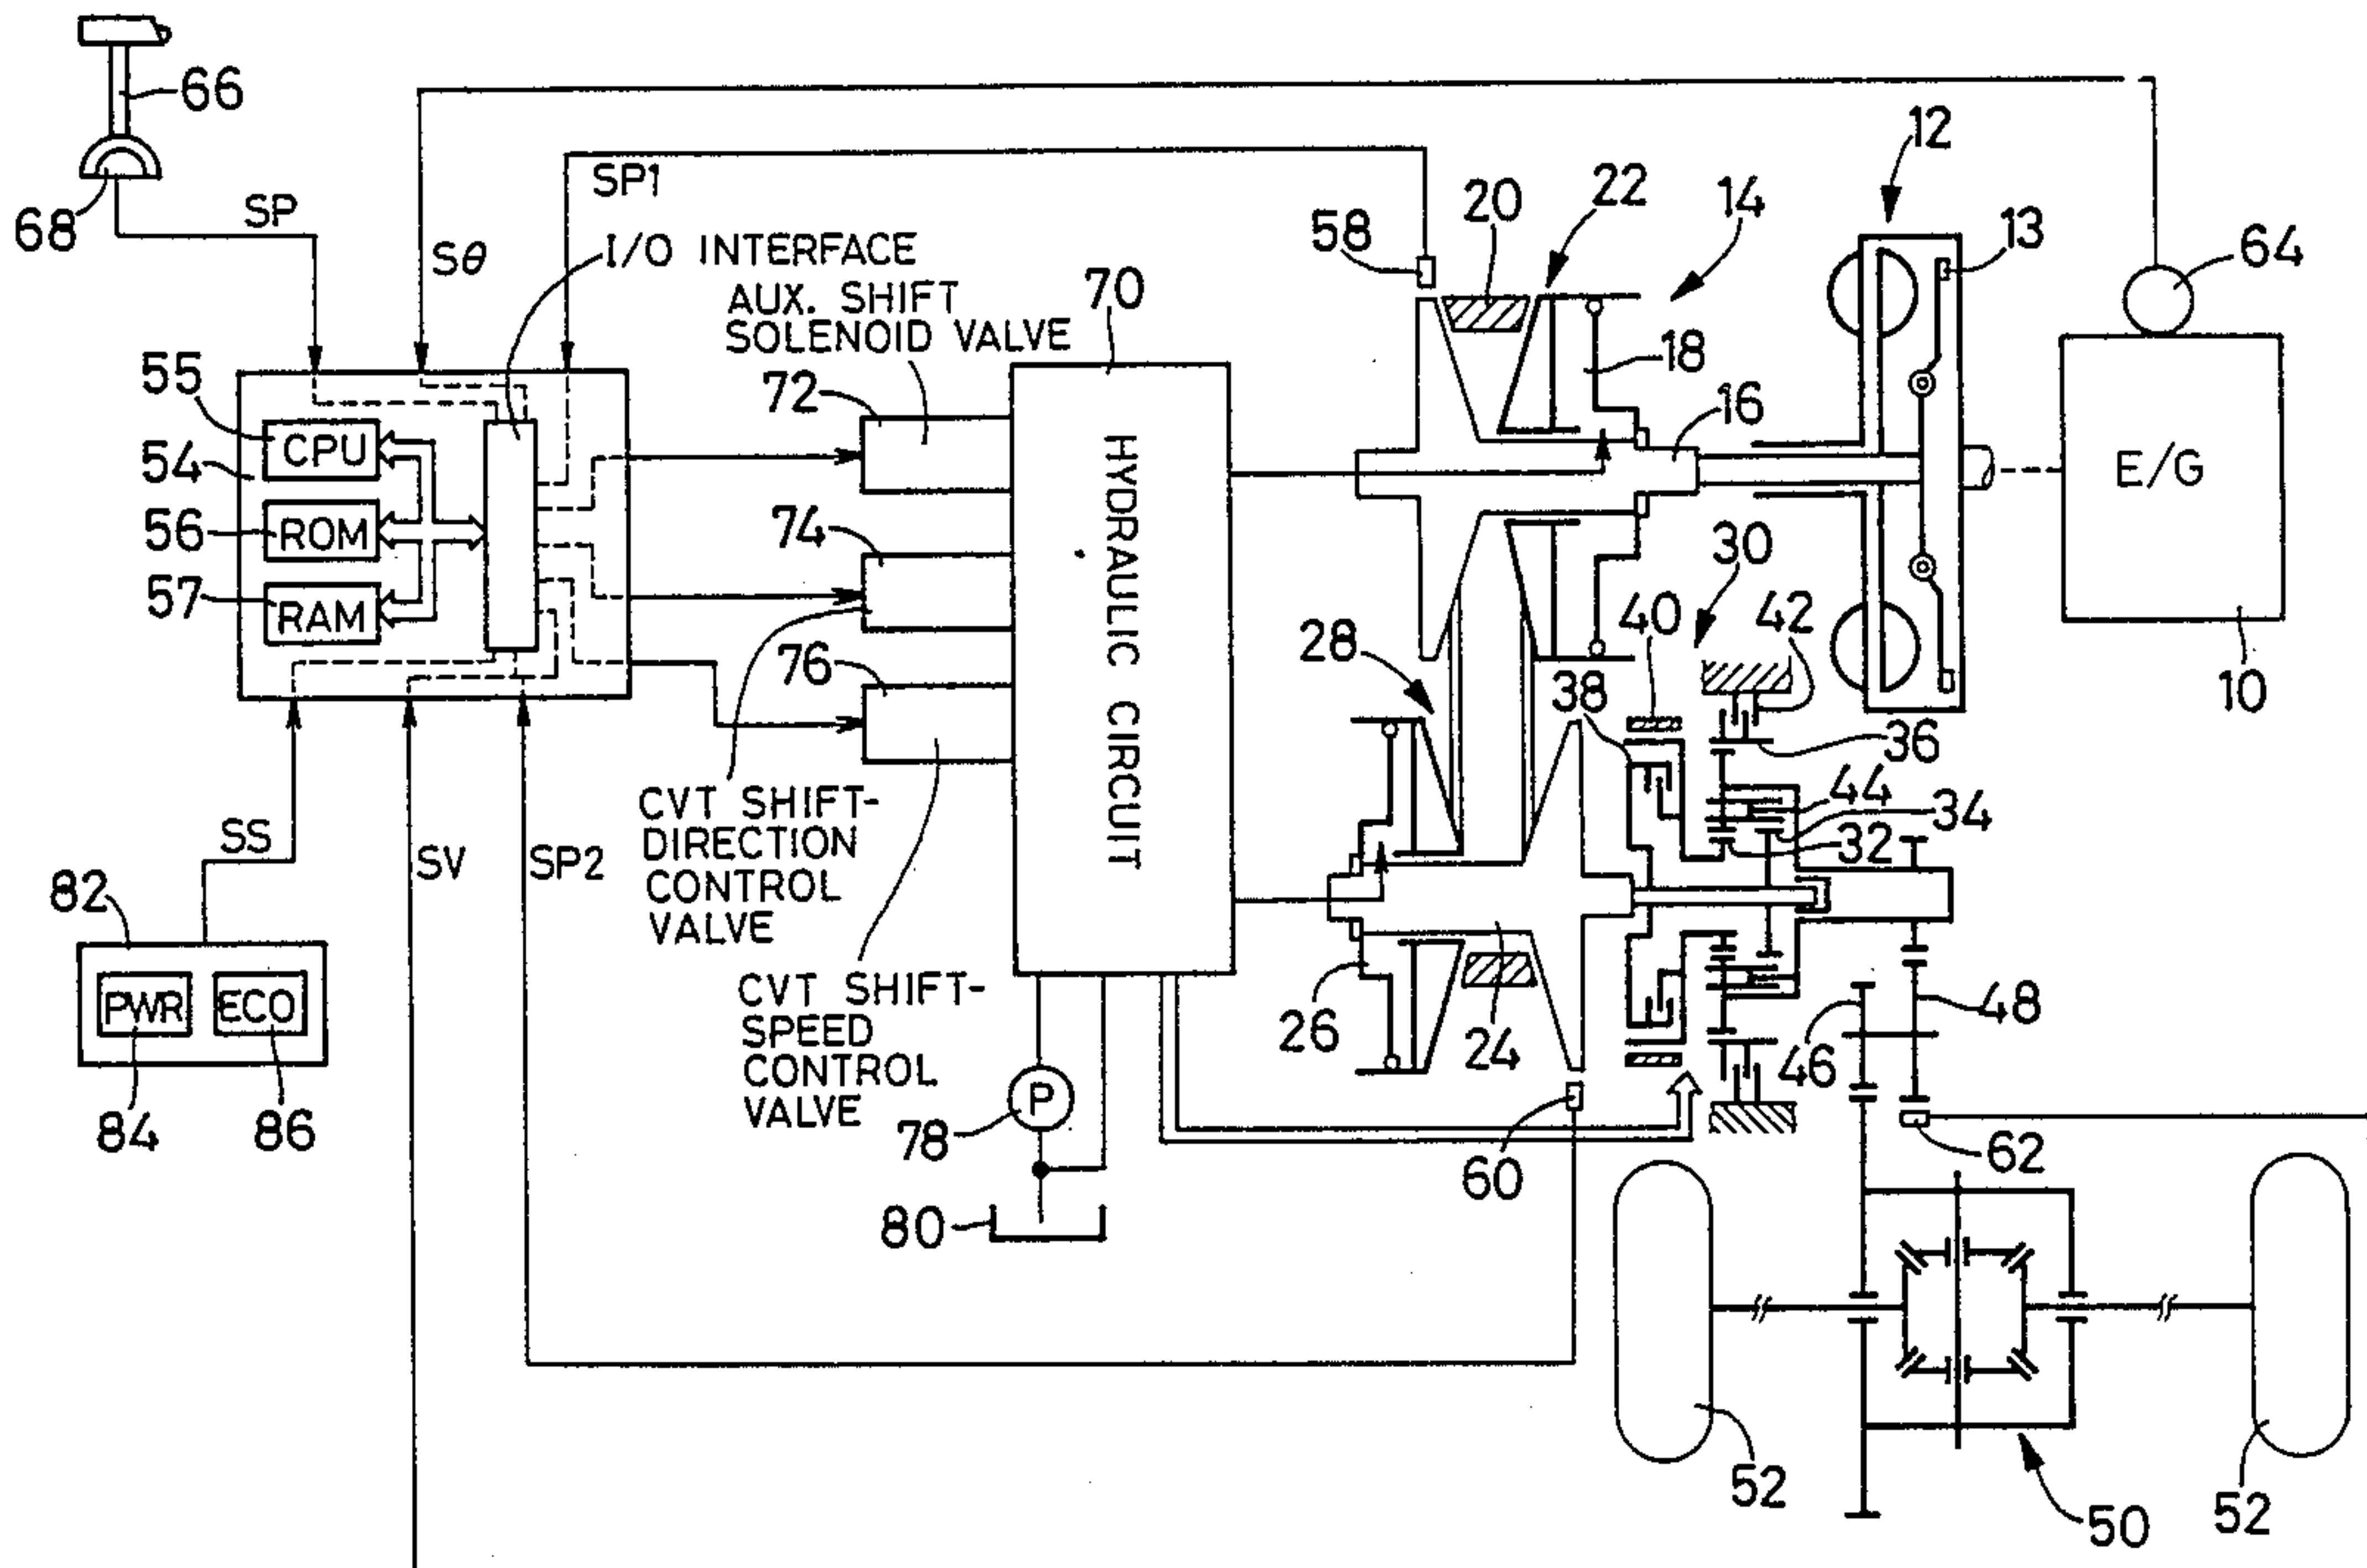 66
12
SP1
58
20
22
14
13
64
68
SP
Sθ
I/O INTERFACE
AUX. SHIFT
SOLENOID VALVE
70
18
55
72
16
CPU
54
E/G
HYDRAULIC CIRCUIT
56
ROM
74
30
57
RAM
40
42
28
76
38
10
36
CVT SHIFT-
DIRECTION
CONTROL
VALVE
44
34
32
SS
SV
SP2
82
CVT SHIFT-
SPEED
CONTROL
VALVE
PWR
ECO
26
24
46
48
84
86
P
78
60
62
80
52
52
50